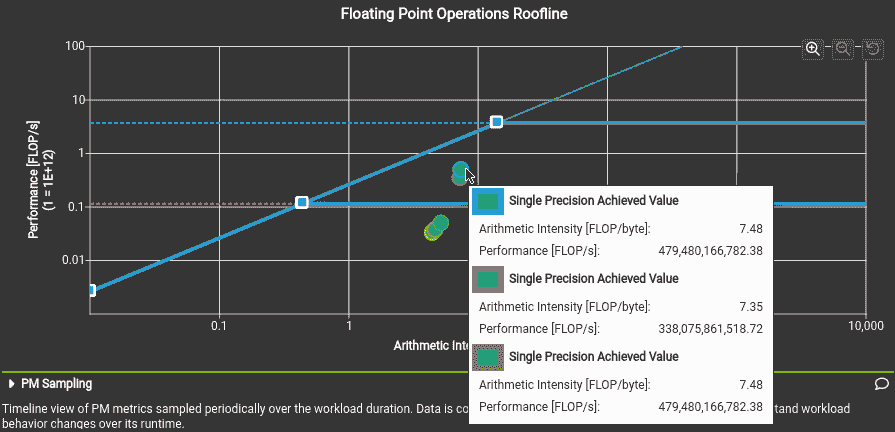 Floating Point Operations Roofline
Performance [FLOP/s]
(1 = 1E+12)
100
10
1
0.1
0.01
0.1
1
10,000
Arithmetic
Single Precision Achieved Value
Arithmetic Intensity [FLOP/byte]: 7.48
Performance [FLOP/s]: 479,480,166,782.38
Single Precision Achieved Value
Arithmetic Intensity [FLOP/byte]: 7.35
Performance [FLOP/s]: 338,075,861,518.72
Single Precision Achieved Value
Arithmetic Intensity [FLOP/byte]: 7.48
Performance [FLOP/s]: 479,480,166,782.38
PM Sampling
Timeline view of PM metrics sampled periodically over the workload duration. Data is workload
behavior changes over its runtime.